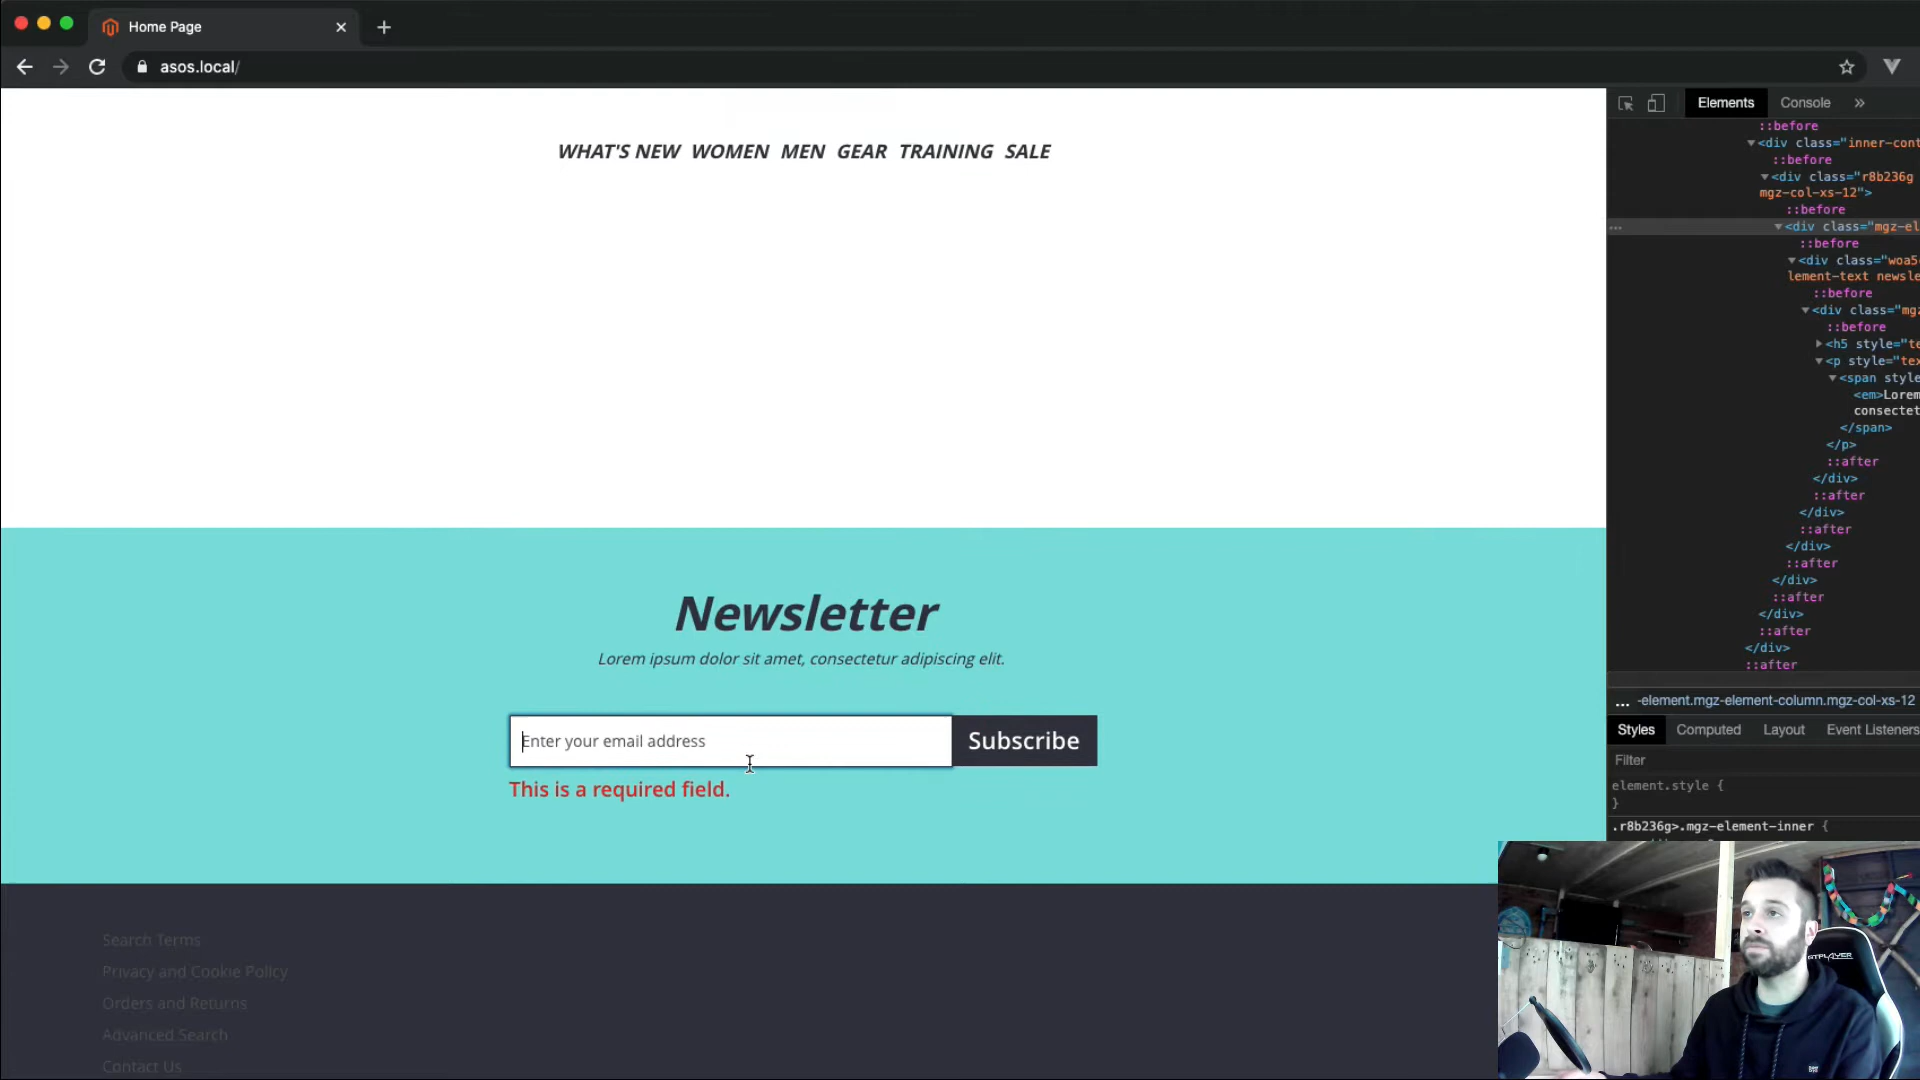 Home Page
asos.local/
WHAT'S NEW WOMEN MEN GEAR TRAINING SALE
Newsletter
Lorem ipsum dolor sit amet, consectetur adipiscing elit.
Enter your email address
Subscribe
This is a required field.
Search Terms
Privacy and Cookie Policy
Orders and Returns
Advanced Search
Contact Us
Elements Console »
::before
<div class="inner-cont
::before
<div class="r8b236g
mgz-col-xs-12">
::before
<div class="mgz-el
::before
<div class="woa5
lement-text newsle
::before
<div class="mgz
::before
<h5 style="te
<p style="tex
<span style
<em>Lorem
consectet
</span>
</p>
::after
</div>
::after
</div>
::after
</div>
::after
</div>
::after
</div>
::after
</div>
::after
... -element.mgz-element-column.mgz-col-xs-12
Styles Computed Layout Event Listeners
Filter
element.style {
}
.r8b236g>.mgz-element-inner {
GTPLAYER